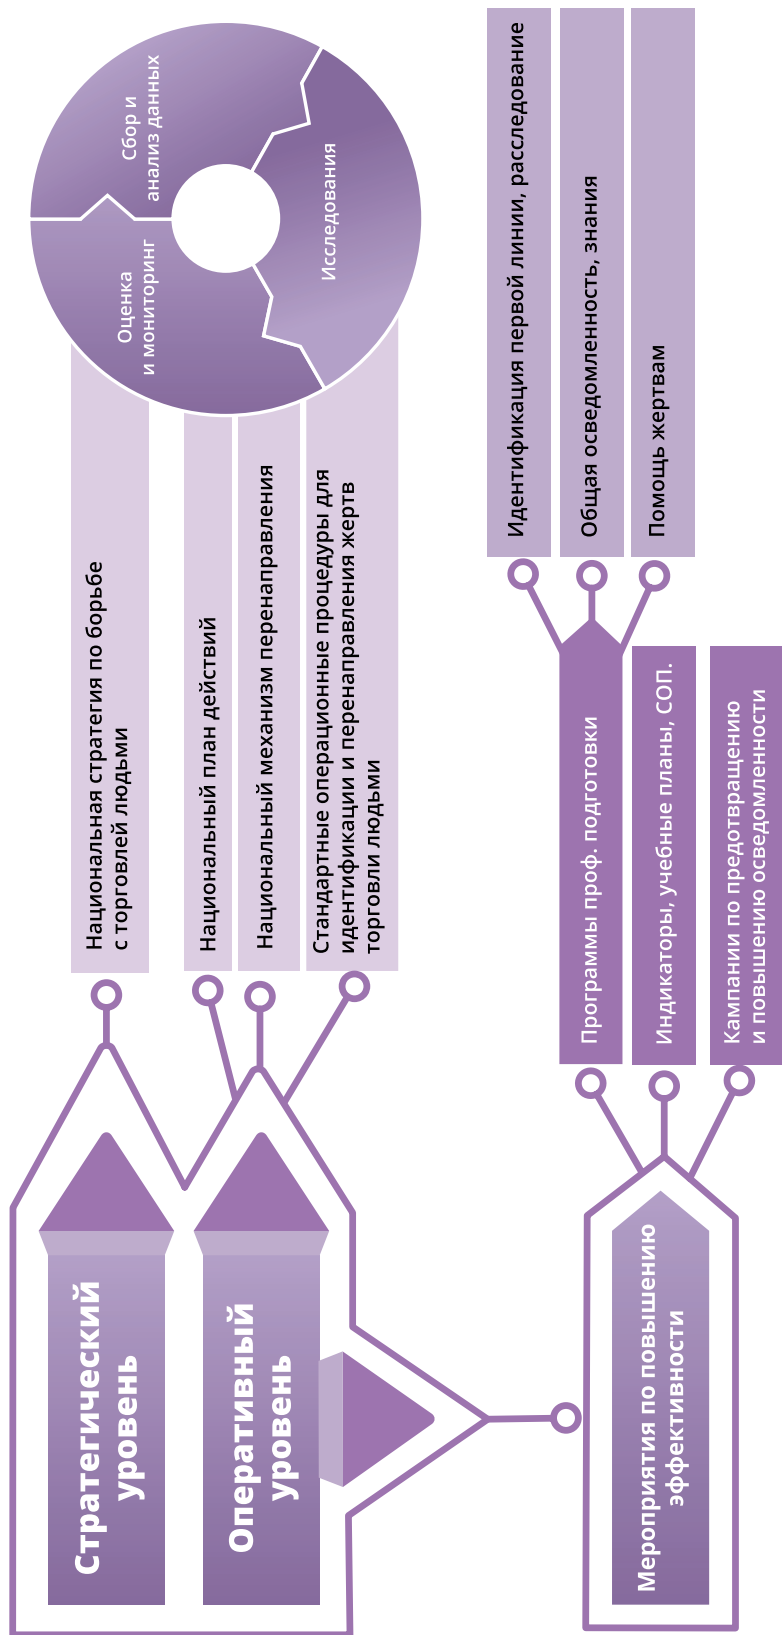 Стратегический
уровень
Национальная стратегия по борьбе
с торговлей людьми
Оперативный
уровень
Национальный план действий
Национальный механизм перенаправления
Стандартные операционные процедуры для
идентификации и перенаправления жертв
торговли людьми
Оценка
и мониторинг
Сбор и
анализ данных
Исследования
Мероприятия по повышению
эффективности
Программы проф. подготовки
Индикаторы, учебные планы, СОП.
Кампании по предотвращению
и повышению осведомленности
Идентификация первой линии, расследование
Общая осведомленность, знания
Помощь жертвам